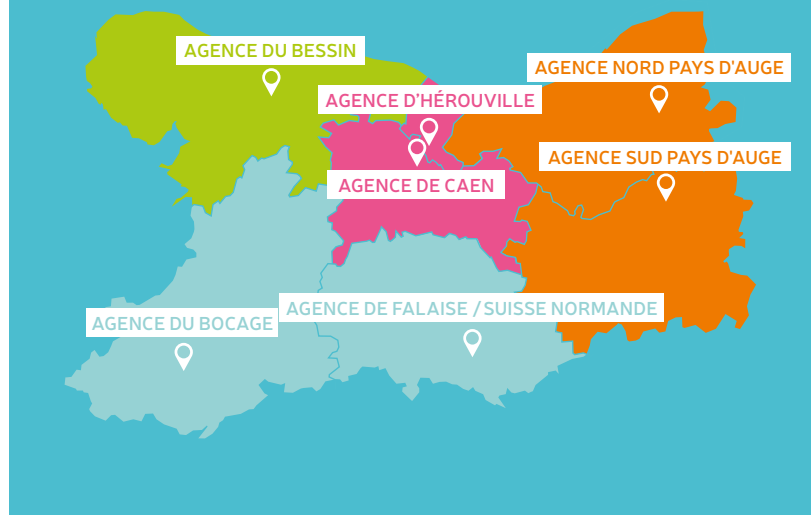 AGENCE DU BESSIN
AGENCE NORD PAYS D'AUGE
AGENCE D'HÉROUVILLE
AGENCE SUD PAYS D'AUGE
AGENCE DE CAEN
AGENCE DE FALAISE / SUISSE NORMANDE
AGENCE DU BOCAGE